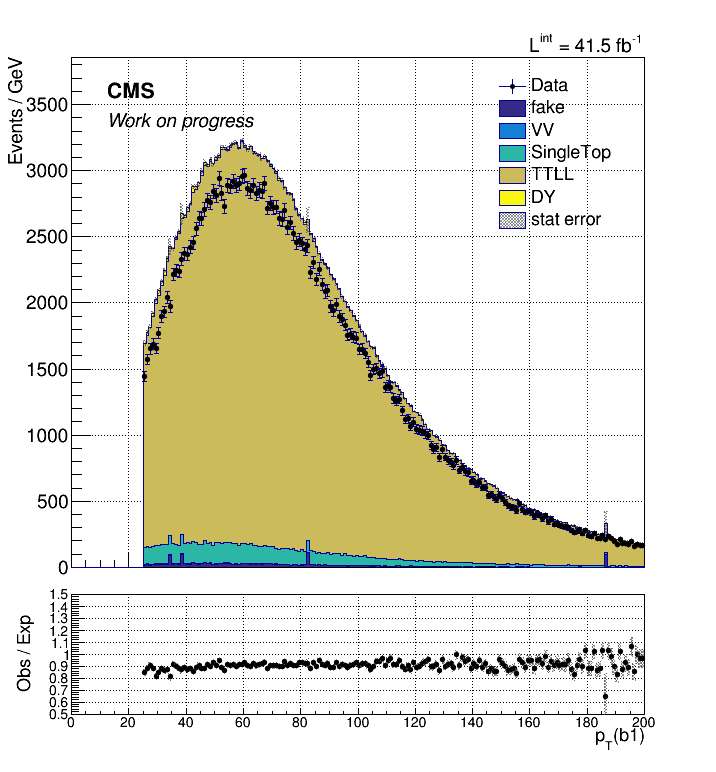 L^int = 41.5 fb^-1
Events / GeV
CMS
Work on progress
Data
fake
VV
SingleTop
TTLL
DY
stat error
3500
3000
2500
2000
1500
1000
500
0
Obs / Exp
1.5
1.4
1.3
1.2
1.1
1
0.9
0.8
0.7
0.6
0.5
0 20 40 60 80 100 120 140 160 180 200
p_T(b1)